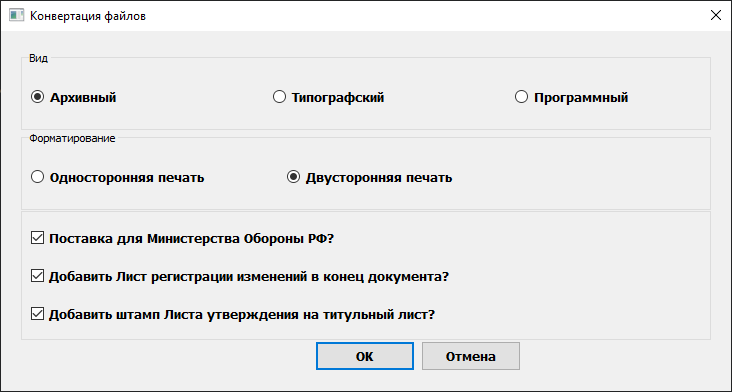 Конвертация файлов
Вид
Архивный Типографский Программный
Форматирование
Односторонняя печать Двусторонняя печать
Поставка для Министерства Обороны РФ?
Добавить Лист регистрации изменений в конец документа?
Добавить штамп Листа утверждения на титульный лист?
OK Отмена